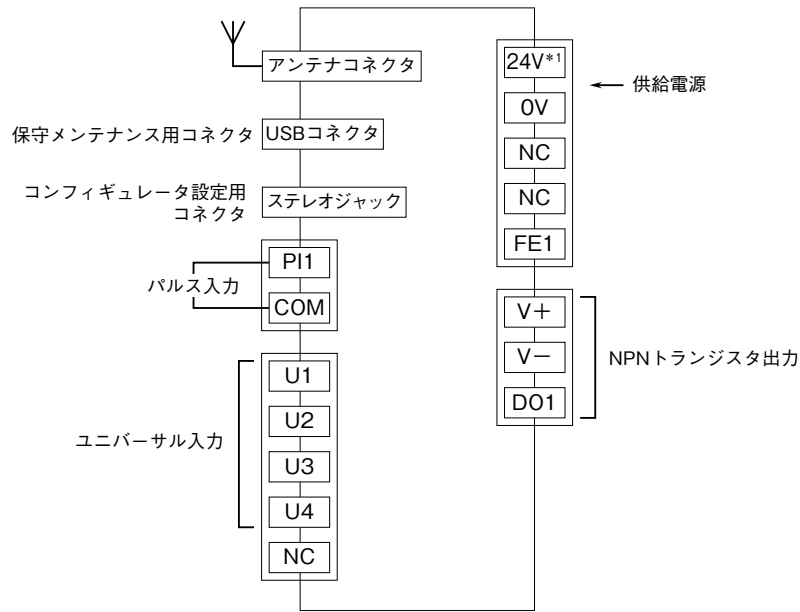 アンテナコネクタ
保守メンテナンス用コネクタ
USBコネクタ
コンフィギュレータ設定用
コネクタ
ステレオジャック
パルス入力
PI1
COM
ユニバーサル入力
U1
U2
U3
U4
NC
24V*1
0V
NC
NC
FE1
供給電源
V+
V−
DO1
NPNトランジスタ出力